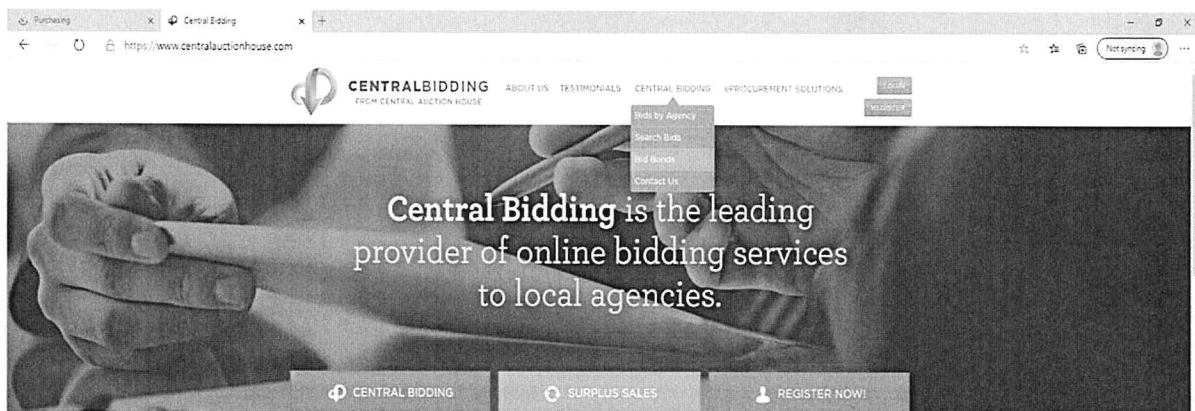 Purchasing
Central Bidding
https://www.centralauctionhouse.com
Not syncing
CENTRALBIDDING
FROM CENTRAL AUCTION HOUSE
ABOUT US TESTIMONIALS CENTRAL BIDDING ePROCUREMENT SOLUTIONS
LOGIN
REGISTER
Bids by Agency
Search Bids
Bid Bonds
Contact Us
Central Bidding is the leading
provider of online bidding services
to local agencies.
CENTRAL BIDDING
SURPLUS SALES
REGISTER NOW!